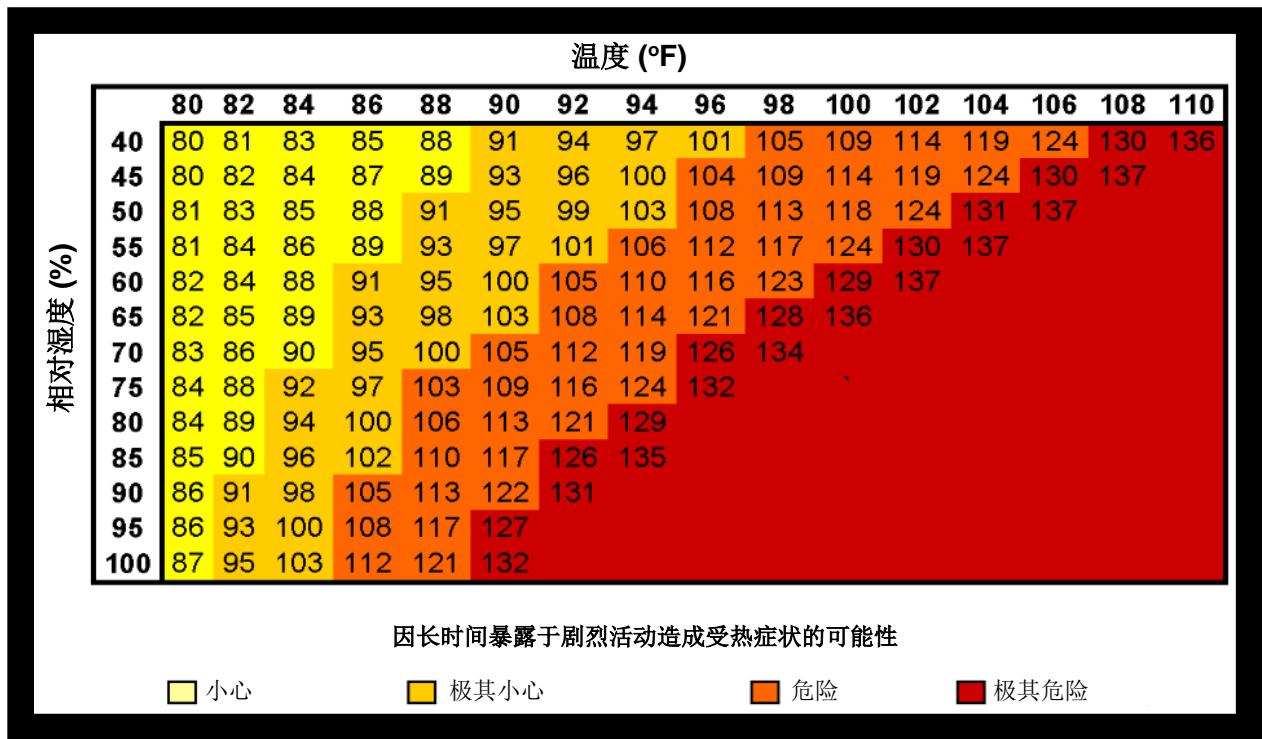 温度 (°F)
80 82 84 86 88 90 92 94 96 98 100 102 104 106 108 110
相对湿度 (%)
40 80 81 83 85 88 91 94 97 101 105 109 114 119 124 130 136
45 80 82 84 87 89 93 96 100 104 109 114 119 124 130 137
50 81 83 85 88 91 95 99 103 108 113 118 124 131 137
55 81 84 86 89 93 97 101 106 112 117 124 130 137
60 82 84 88 91 95 100 105 110 116 123 129 137
65 82 85 89 93 98 103 108 114 121 128 136
70 83 86 90 95 100 105 112 119 126 134
75 84 88 92 97 103 109 116 124 132
80 84 89 94 100 106 113 121 129
85 85 90 96 102 110 117 126 135
90 86 91 98 105 113 122 131
95 86 93 100 108 117 127
100 87 95 103 112 121 132
因长时间暴露于剧烈活动造成受热症状的可能性
小心 极其小心 危险 极其危险